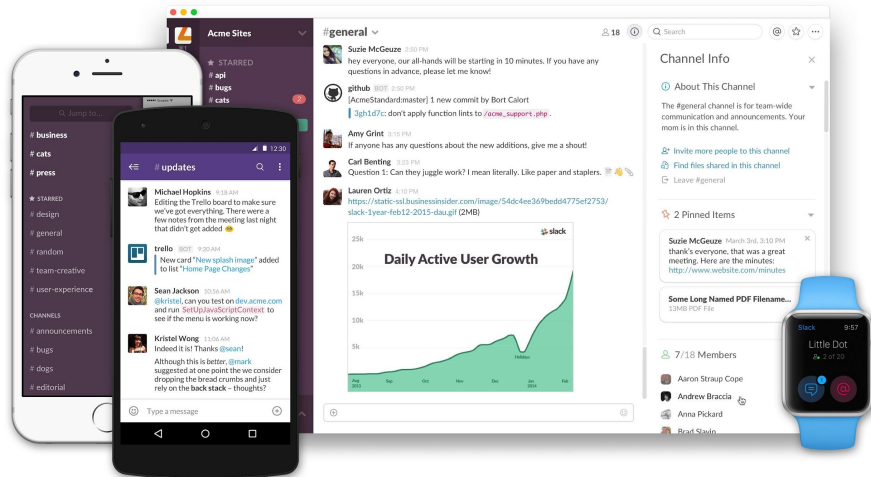 Acme Sites
★ STARRED
# api
# bugs
# cats
2
#general
18
Search
Suzie McGeuze 2:50 PM
hey everyone, our all-hands will be starting in 10 minutes. If you have any
questions in advance, please let me know!
github BOT 2:50 PM
[AcmeStandard:master] 1 new commit by Bort Calort
3gh1d7c: don't apply function lints to /acme_support.php.
Amy Grint 3:15 PM
If anyone has any questions about the new additions, give me a shout!
Carl Benting 3:23 PM
Question 1: Can they juggle work? I mean literally. Like paper and staplers.
Lauren Ortiz 4:10 PM
https://static-ssl.businessinsider.com/image/54dc4ee369bedd4775ef2753/
slack-1year-feb12-2015-dau.gif (2MB)
slack
Daily Active User Growth
25k
20k
15k
10k
5k
Holidays
Aug 2013
Sep
Oct
Nov
Dec
Jan 2014
Feb
Channel Info
About This Channel
The #general channel is for team-wide
communication and announcements. Your
mom is in this channel.
Invite more people to this channel
Find files shared in this channel
Leave #general
2 Pinned Items
Suzie McGeuze March 3rd, 3:10 PM
thank's everyone, that was a great
meeting. Here are the minutes:
http://www.website.com/minutes
Some Long Named PDF Filename...
13MB PDF File
7/18 Members
Aaron Straup Cope
Andrew Braccia
Anna Pickard
Brad Slavin
Q Jump to...
# business
# cats
# press
★ STARRED
# design
# general
# random
# team-creative
# user-experience
CHANNELS
# announcements
# bugs
# dogs
# editorial
12:30
# updates
Michael Hopkins 9:18 AM
Editing the Trello board to make sure
we've got everything. There were a
few notes from the meeting last night
that didn't get added
trello BOT 9:20 AM
New card "New splash image" added
to list "Home Page Changes"
Sean Jackson 10:56 AM
@kristel, can you test on dev.acme.com
and run SetUpJavaScriptContext to
see if the menu is working now?
Kristel Wong 11:06 AM
Indeed it is! Thanks @sean!
Although this is better, @mark
suggested at one point the we consider
dropping the bread crumbs and just
rely on the back stack – thoughts?
Type a message
Slack 9:57
Little Dot
2 of 20
1
@